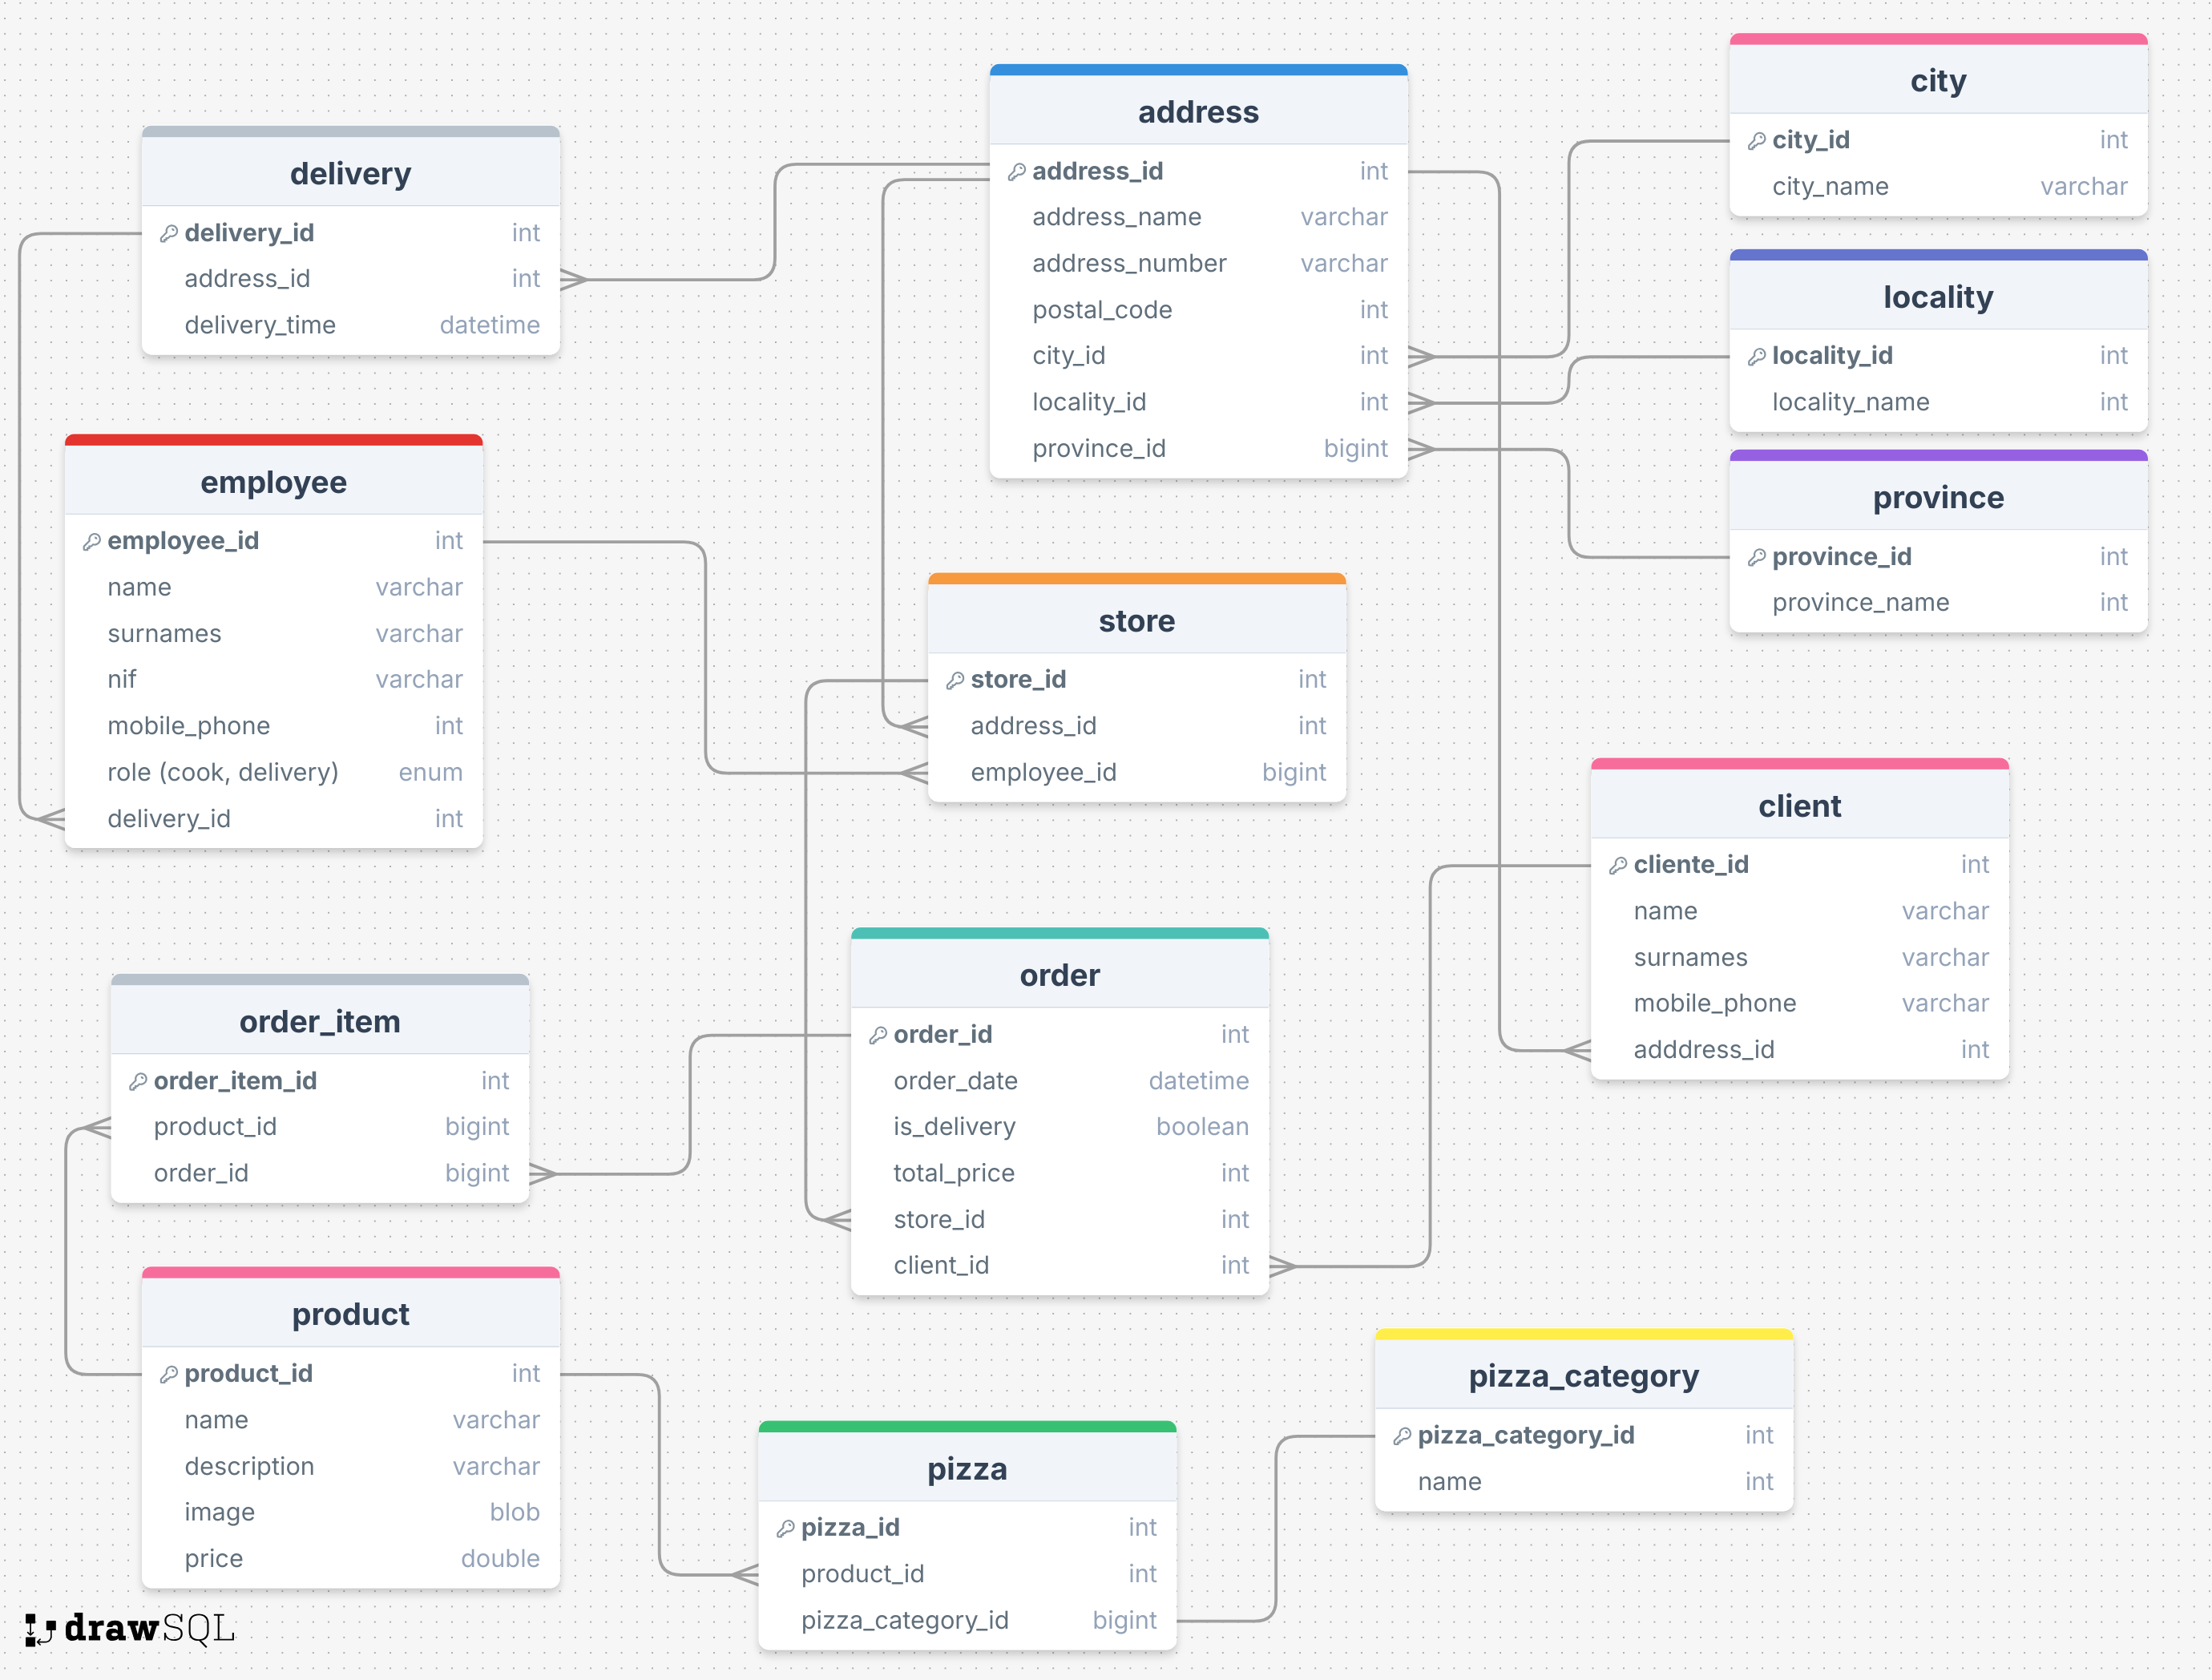 delivery
delivery_id int
address_id int
delivery_time datetime
employee
employee_id int
name varchar
surnames varchar
nif varchar
mobile_phone int
role (cook, delivery) enum
delivery_id int
address
address_id int
address_name varchar
address_number varchar
postal_code int
city_id int
locality_id int
province_id bigint
city
city_id int
city_name varchar
locality
locality_id int
locality_name int
province
province_id int
province_name int
store
store_id int
address_id int
employee_id bigint
client
cliente_id int
name varchar
surnames varchar
mobile_phone varchar
adddress_id int
order_item
order_item_id int
product_id bigint
order_id bigint
order
order_id int
order_date datetime
is_delivery boolean
total_price int
store_id int
client_id int
product
product_id int
name varchar
description varchar
image blob
price double
pizza
pizza_id int
product_id int
pizza_category_id bigint
pizza_category
pizza_category_id int
name int
drawSQL